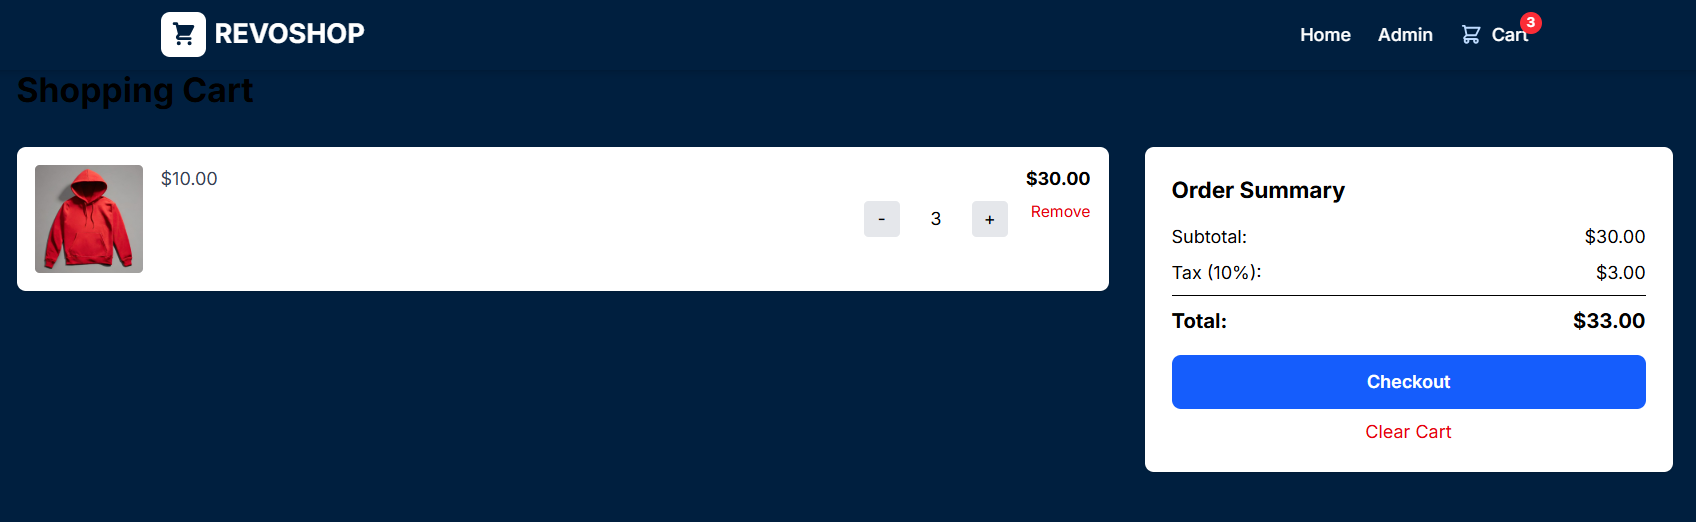 REVOSHOP
Home Admin Cart 3
Shopping Cart
$10.00 $30.00
- 3 + Remove
Order Summary
Subtotal: $30.00
Tax (10%): $3.00
Total: $33.00
Checkout
Clear Cart